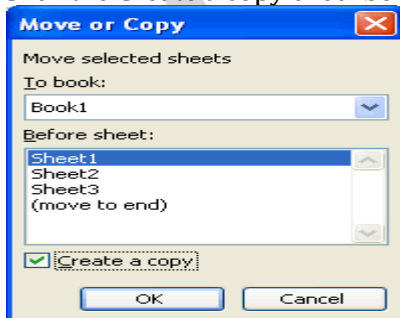 Move or Copy
Move selected sheets
To book:
Book1
Before sheet:
Sheet1
Sheet2
Sheet3
(move to end)
Create a copy
OK Cancel